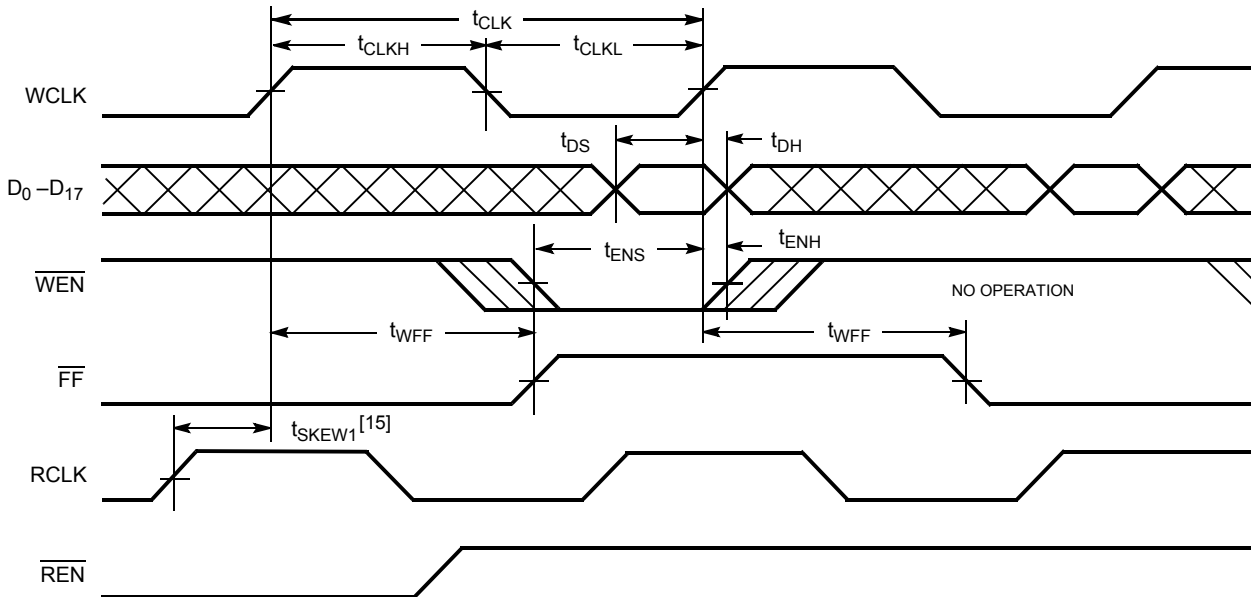 tCLK
tCLKH
tCLKL
WCLK
tDS
tDH
D0 –D17
tENS
tENH
WEN
NO OPERATION
tWFF
tWFF
FF
tSKEW1[15]
RCLK
REN